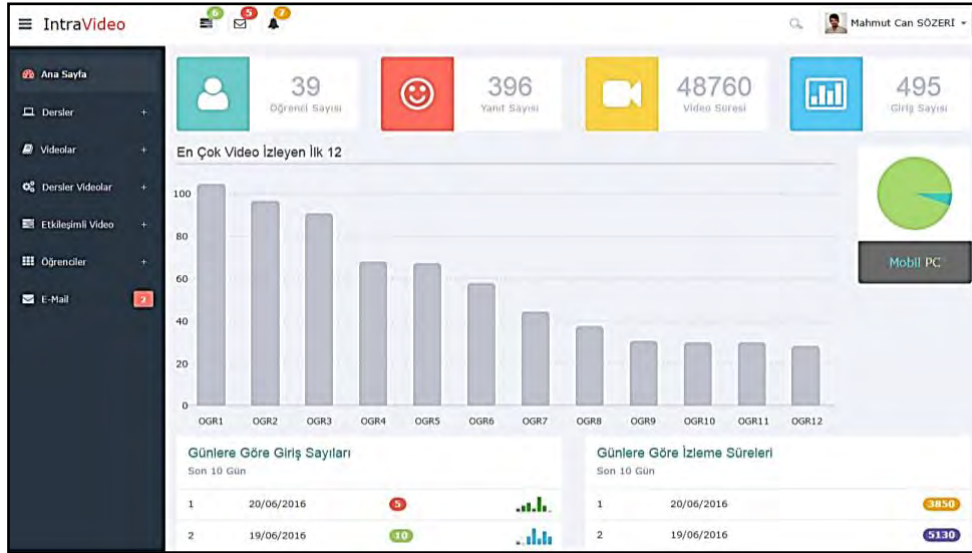 IntraVideo
6 5 7
Mahmut Can SÖZERİ
Ana Sayfa
Dersler +
Videolar +
Dersler Videolar +
Etkileşimli Video +
Öğrenciler +
E-Mail 2
39
Öğrenci Sayısı
396
Yanıt Sayısı
48760
Video Süresi
495
Giriş Sayısı
En Çok Video İzleyen İlk 12
100
80
60
40
20
0
OGR1 OGR2 OGR3 OGR4 OGR5 OGR6 OGR7 OGR8 OGR9 OGR10 OGR11 OGR12
Mobil PC
Günlere Göre Giriş Sayıları
Son 10 Gün
1 20/06/2016 5
2 19/06/2016 10
Günlere Göre İzleme Süreleri
Son 10 Gün
1 20/06/2016 3850
2 19/06/2016 5130